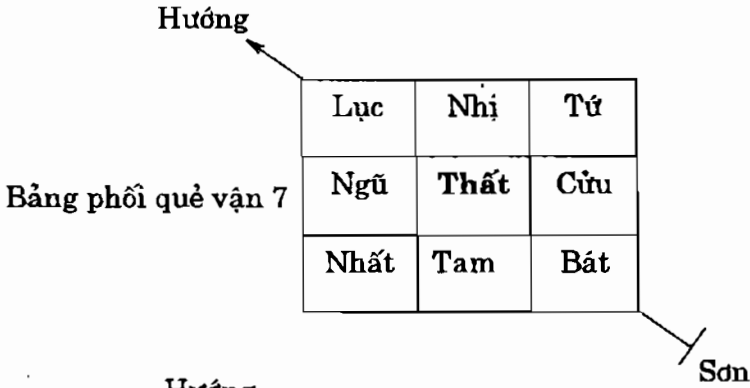 Hướng
Lục Nhị Tứ
Bảng phối quẻ vận 7 Ngũ Thất Cửu
Nhất Tam Bát
Sơn